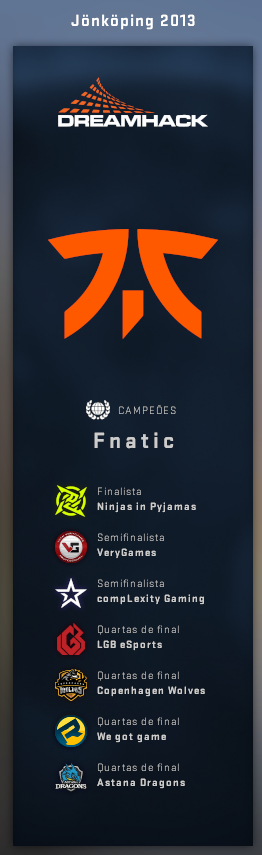 Jönköping 2013
DREAMHACK
CAMPEÕES
Fnatic
Finalista
Ninjas in Pyjamas
Semifinalista
VeryGames
Semifinalista
compLexity Gaming
Quartas de final
LGB eSports
Quartas de final
Copenhagen Wolves
Quartas de final
We got game
Quartas de final
DRAGONS
Astana Dragons